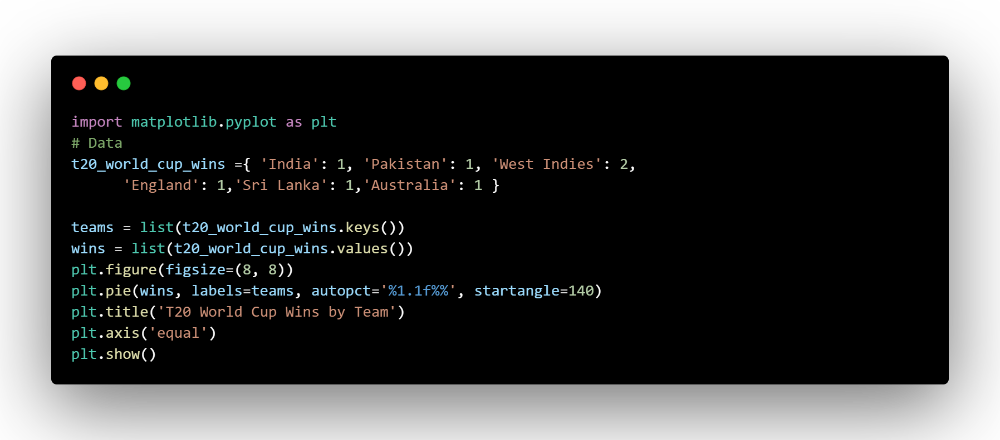 import matplotlib.pyplot as plt
# Data
t20_world_cup_wins ={ 'India': 1, 'Pakistan': 1, 'West Indies': 2,
      'England': 1,'Sri Lanka': 1,'Australia': 1 }

teams = list(t20_world_cup_wins.keys())
wins = list(t20_world_cup_wins.values())
plt.figure(figsize=(8, 8))
plt.pie(wins, labels=teams, autopct='%1.1f%%', startangle=140)
plt.title('T20 World Cup Wins by Team')
plt.axis('equal')
plt.show()